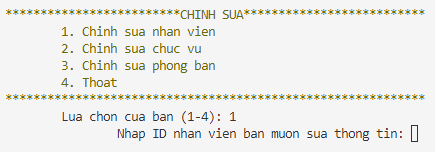 *************************CHINH SUA**************************
1. Chinh sua nhan vien
2. Chinh sua chuc vu
3. Chinh sua phong ban
4. Thoat
************************************************************
Lua chon cua ban (1-4): 1
Nhap ID nhan vien ban muon sua thong tin: